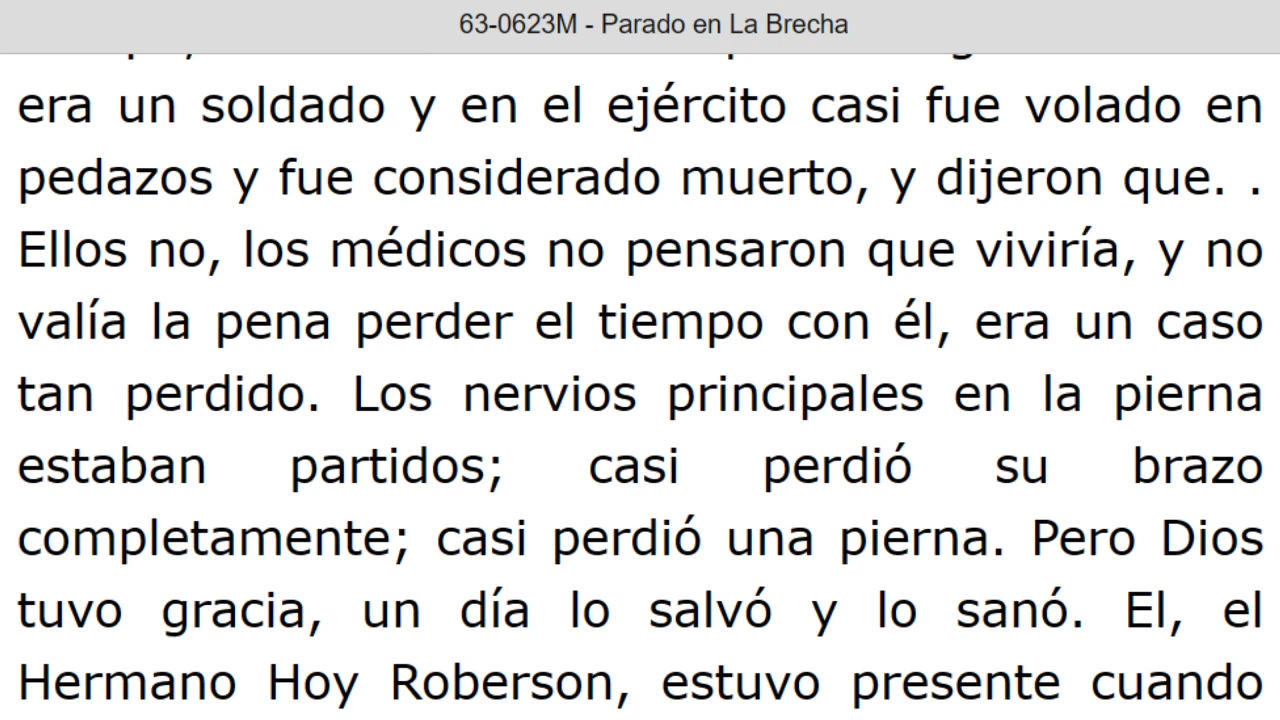 63-0623M - Parado en La Brecha
era un soldado y en el ejército casi fue volado en
pedazos y fue considerado muerto, y dijeron que. .
Ellos no, los médicos no pensaron que viviría, y no
valía la pena perder el tiempo con él, era un caso
tan perdido. Los nervios principales en la pierna
estaban partidos; casi perdió su brazo
completamente; casi perdió una pierna. Pero Dios
tuvo gracia, un día lo salvó y lo sanó. El, el
Hermano Hoy Roberson, estuvo presente cuando